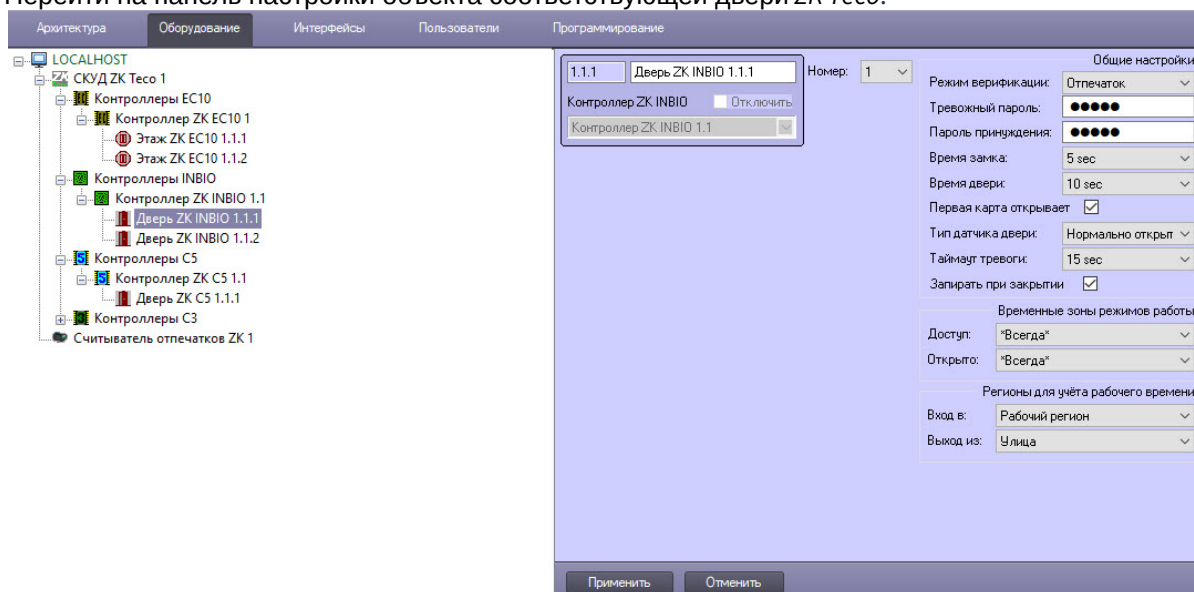 Перейти на панель настройки объекта соответствующей двери ZK Teco.
Архитектура Оборудование Интерфейсы Пользователи Программирование
LOCALHOST
СКУД ZK Teco 1
Контроллеры EC10
Контроллер ZK EC10 1
Этаж ZK EC10 1.1.1
Этаж ZK EC10 1.1.2
Контроллеры INBIO
Контроллер ZK INBIO 1.1
Дверь ZK INBIO 1.1.1
Дверь ZK INBIO 1.1.2
Контроллеры C5
Контроллер ZK C5 1.1
Дверь ZK C5 1.1.1
Контроллеры C3
Считыватель отпечатков ZK 1
1.1.1 Дверь ZK INBIO 1.1.1 Номер: 1
Контроллер ZK INBIO Отключить
Контроллер ZK INBIO 1.1
Общие настройки
Режим верификации: Отпечаток
Тревожный пароль: ●●●●●
Пароль принуждения: ●●●●●
Время замка: 5 sec
Время двери: 10 sec
Первая карта открывает
Тип датчика двери: Нормально открыт
Таймаут тревоги: 15 sec
Запирать при закрытии
Временные зоны режимов работы
Доступ: *Всегда*
Открыто: *Всегда*
Регионы для учёта рабочего времени
Вход в: Рабочий регион
Выход из: Улица
Применить Отменить